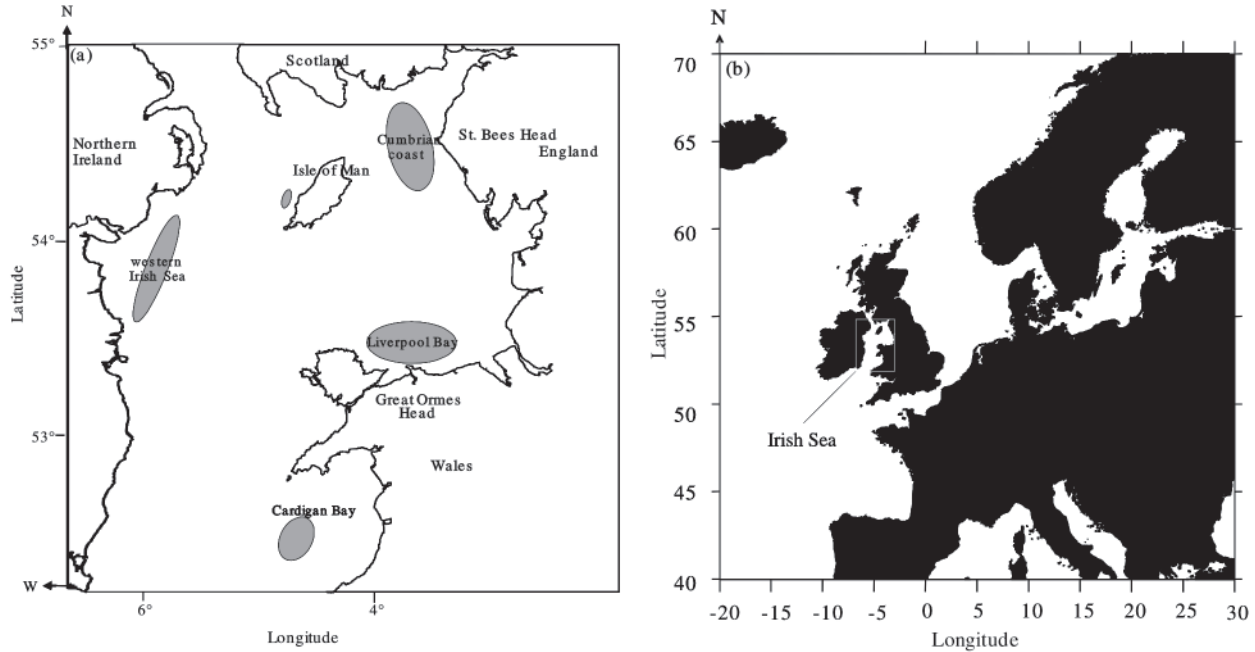 N
55°
(a)
Scotland
Northern
Ireland
Cumbrian
coast
St. Bees Head
England
Isle of Man
54°
western
Irish Sea
Latitude
Liverpool Bay
Great Ormes
Head
53°
Wales
Cardigan Bay
W
6°
4°
Longitude
N
70
(b)
65
60
55
50
45
40
Latitude
Irish Sea
-20 -15 -10 -5 0 5 10 15 20 25 30
Longitude